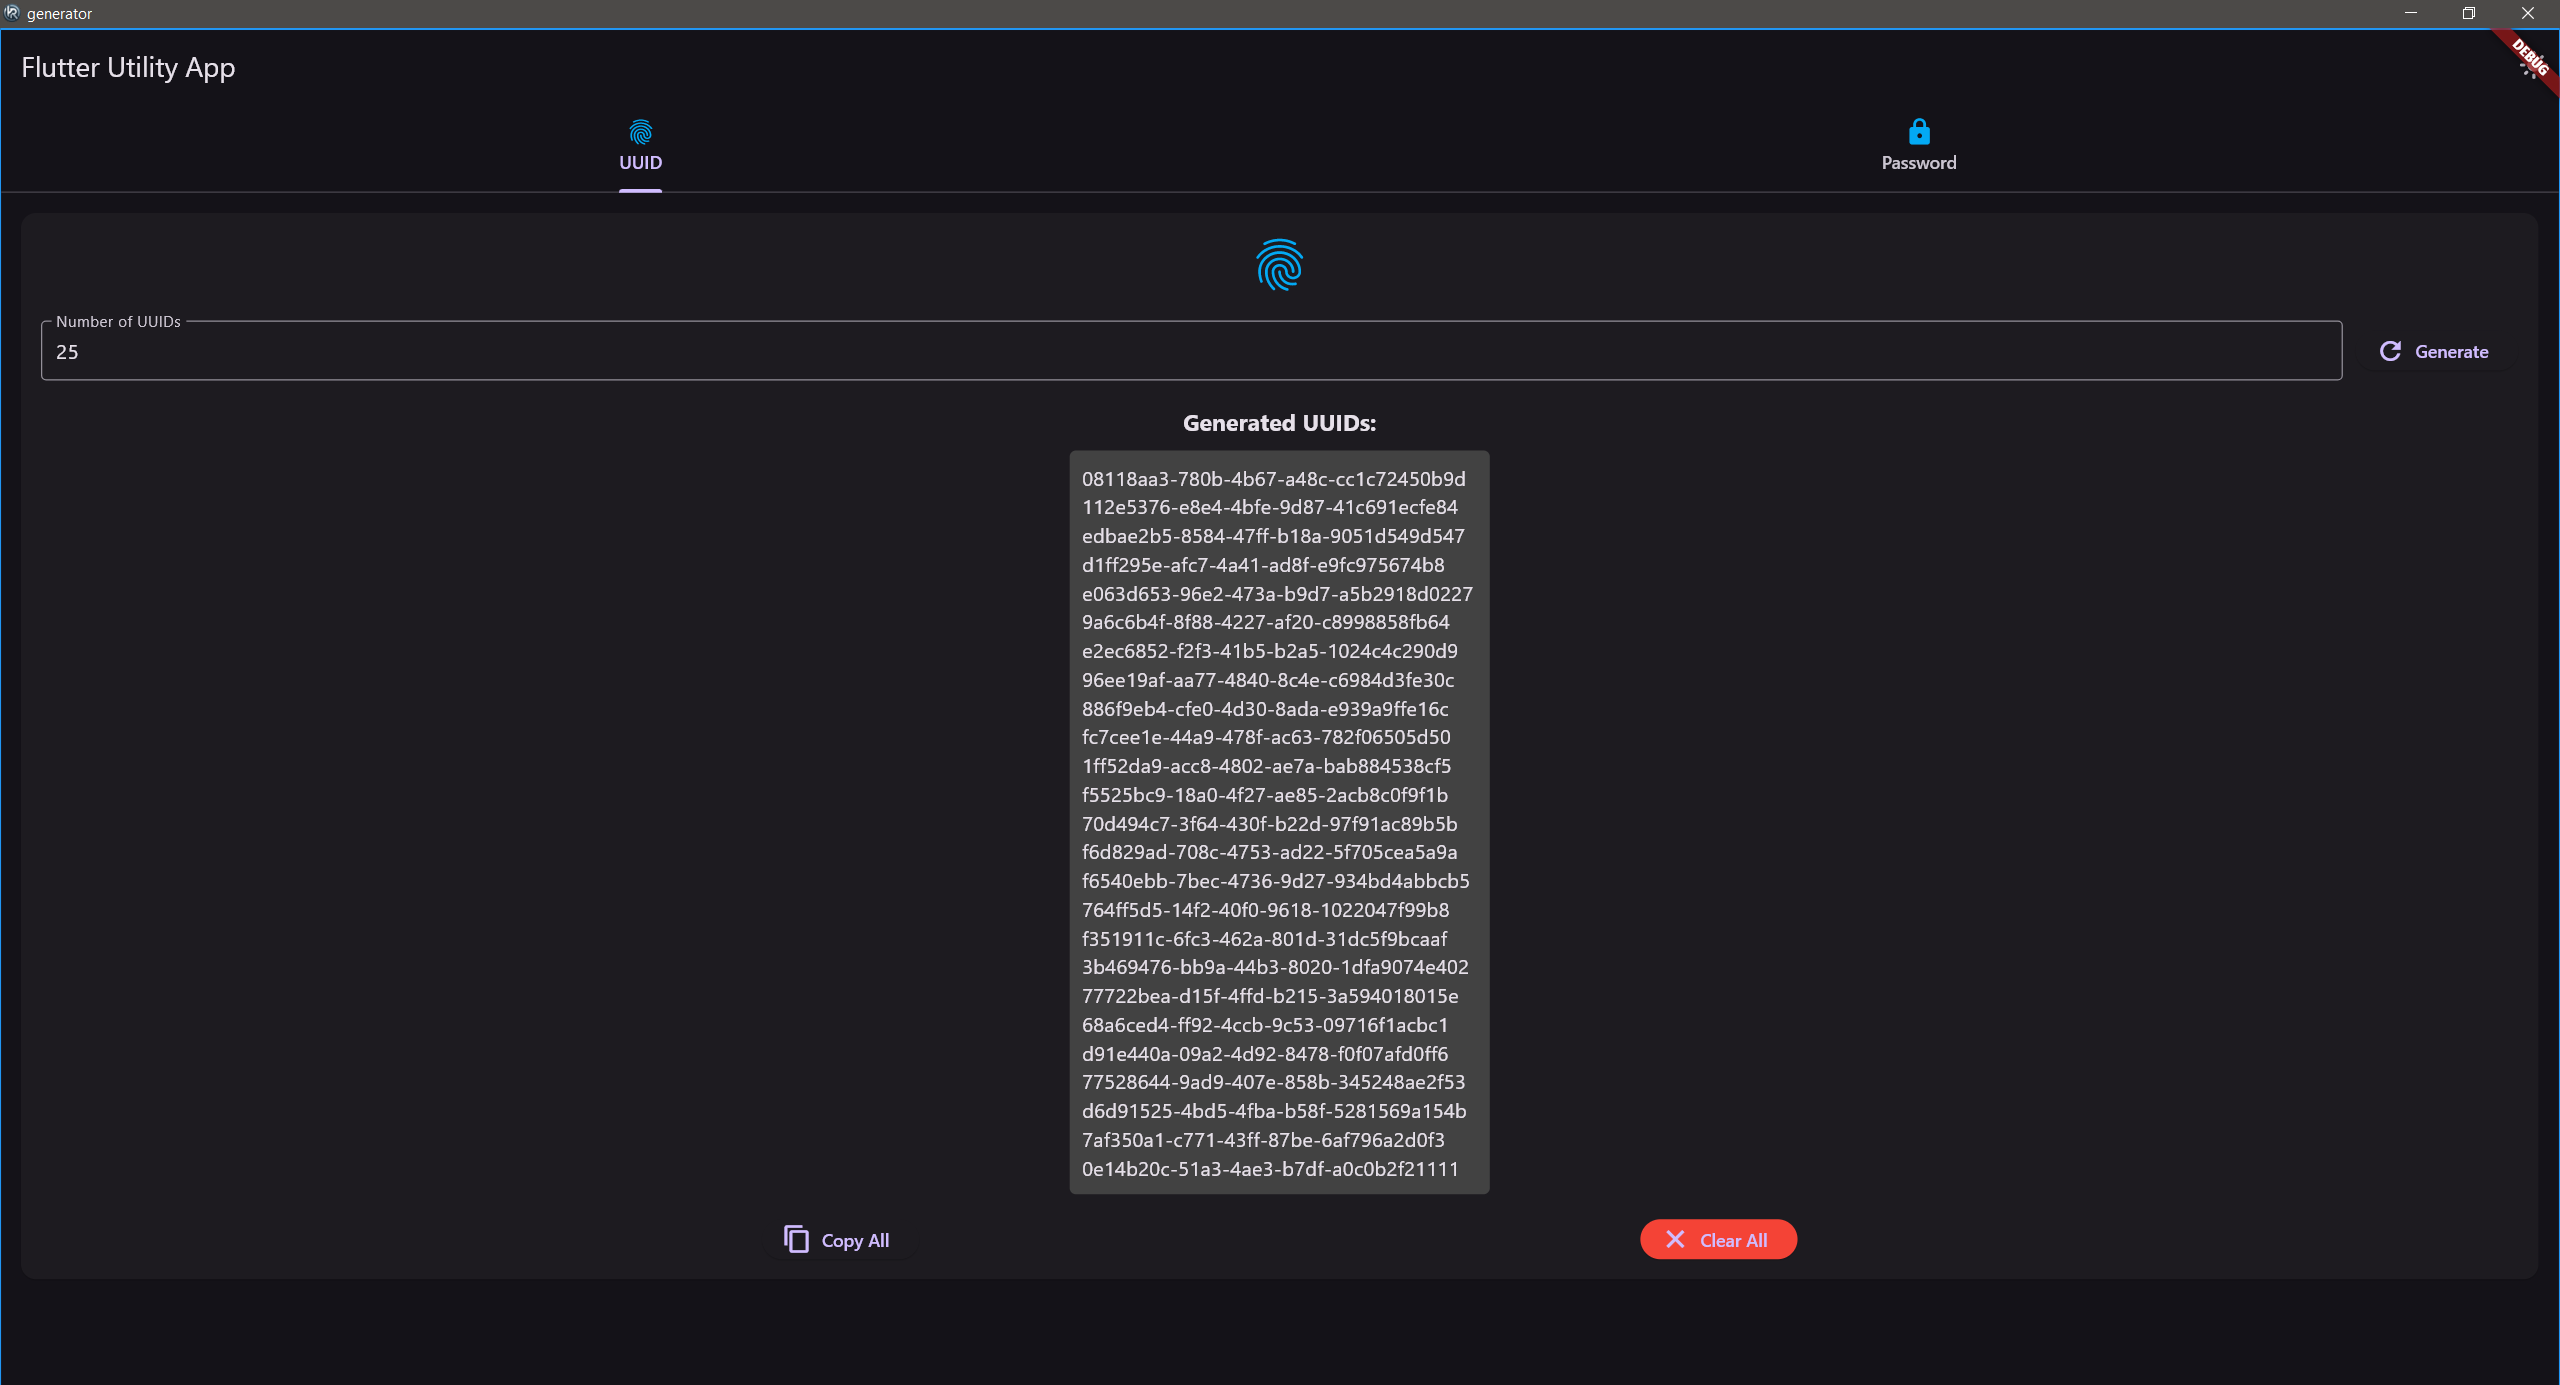 generator
Flutter Utility App
DEBUG
UUID
Password
Number of UUIDs
25
Generate
Generated UUIDs:
08118aa3-780b-4b67-a48c-cc1c72450b9d
112e5376-e8e4-4bfe-9d87-41c691ecfe84
edbae2b5-8584-47ff-b18a-9051d549d547
d1ff295e-afc7-4a41-ad8f-e9fc975674b8
e063d653-96e2-473a-b9d7-a5b2918d0227
9a6c6b4f-8f88-4227-af20-c8998858fb64
e2ec6852-f2f3-41b5-b2a5-1024c4c290d9
96ee19af-aa77-4840-8c4e-c6984d3fe30c
886f9eb4-cfe0-4d30-8ada-e939a9ffe16c
fc7cee1e-44a9-478f-ac63-782f06505d50
1ff52da9-acc8-4802-ae7a-bab884538cf5
f5525bc9-18a0-4f27-ae85-2acb8c0f9f1b
70d494c7-3f64-430f-b22d-97f91ac89b5b
f6d829ad-708c-4753-ad22-5f705cea5a9a
f6540ebb-7bec-4736-9d27-934bd4abbcb5
764ff5d5-14f2-40f0-9618-1022047f99b8
f351911c-6fc3-462a-801d-31dc5f9bcaaf
3b469476-bb9a-44b3-8020-1dfa9074e402
77722bea-d15f-4ffd-b215-3a594018015e
68a6ced4-ff92-4ccb-9c53-09716f1acbc1
d91e440a-09a2-4d92-8478-f0f07afd0ff6
77528644-9ad9-407e-858b-345248ae2f53
d6d91525-4bd5-4fba-b58f-5281569a154b
7af350a1-c771-43ff-87be-6af796a2d0f3
0e14b20c-51a3-4ae3-b7df-a0c0b2f21111
Copy All
Clear All